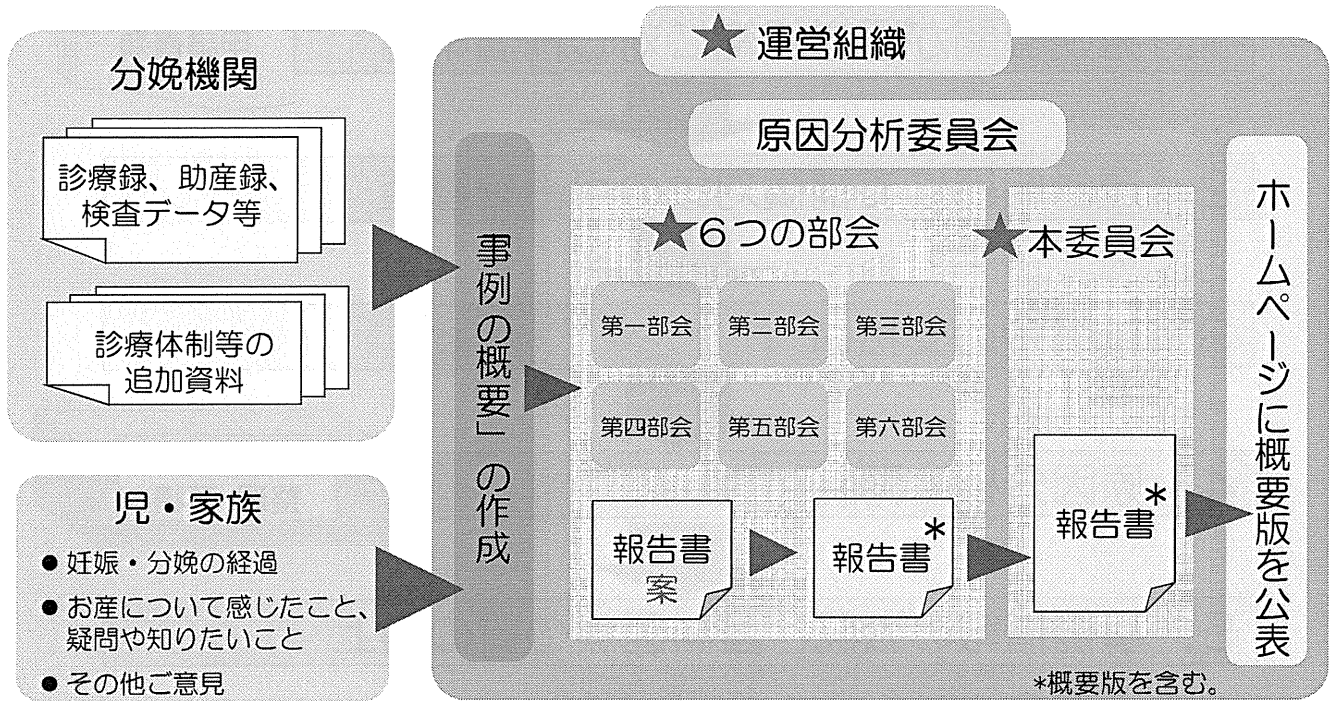 分娩機関
診療録、助産録、
検査データ等
診療体制等の
追加資料
児・家族
● 妊娠・分娩の経過
● お産について感じたこと、
疑問や知りたいこと
● その他ご意見
★ 運営組織
原因分析委員会
事例の概要」の作成
★6つの部会
第一部会 第二部会 第三部会
第四部会 第五部会 第六部会
報告書
案
報告書*
★本委員会
報告書*
ホームページに概要版を公表
*概要版を含む。